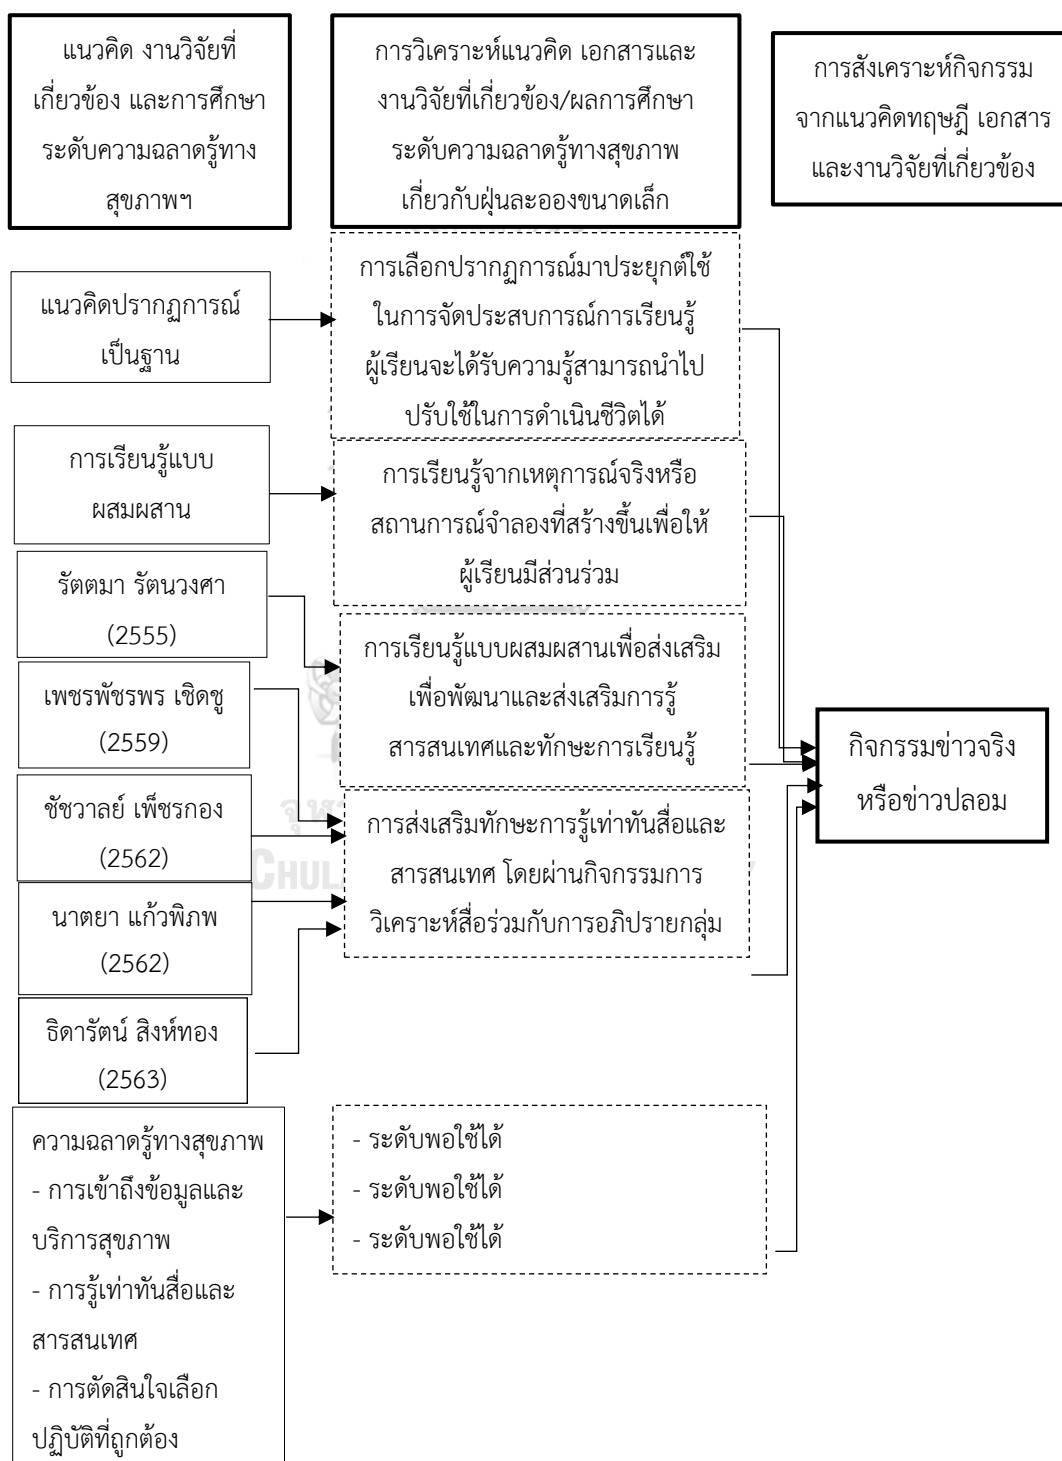 แนวคิด งานวิจัยที่
เกี่ยวข้อง และการศึกษา
ระดับความฉลาดรู้ทาง
สุขภาพฯ
การวิเคราะห์แนวคิด เอกสารและ
งานวิจัยที่เกี่ยวข้อง/ผลการศึกษา
ระดับความฉลาดรู้ทางสุขภาพ
เกี่ยวกับฝุ่นละอองขนาดเล็ก
การสังเคราะห์กิจกรรม
จากแนวคิดทฤษฎี เอกสาร
และงานวิจัยที่เกี่ยวข้อง
แนวคิดปรากฏการณ์
เป็นฐาน
การเลือกปรากฏการณ์มาประยุกต์ใช้
ในการจัดประสบการณ์การเรียนรู้
ผู้เรียนจะได้รับความรู้สามารถนำไป
ปรับใช้ในการดำเนินชีวิตได้
การเรียนรู้แบบ
ผสมผสาน
การเรียนรู้จากเหตุการณ์จริงหรือ
สถานการณ์จำลองที่สร้างขึ้นเพื่อให้
ผู้เรียนมีส่วนร่วม
รัตตมา รัตนวงศา
(2555)
การเรียนรู้แบบผสมผสานเพื่อส่งเสริม
เพื่อพัฒนาและส่งเสริมการรู้
สารสนเทศและทักษะการเรียนรู้
เพชรพัชรพร เชิดชู
(2559)
ชัชวาลย์ เพ็ชรกอง
(2562)
การส่งเสริมทักษะการรู้เท่าทันสื่อและ
สารสนเทศ โดยผ่านกิจกรรมการ
วิเคราะห์สื่อร่วมกับการอภิปรายกลุ่ม
นาตยา แก้วพิภพ
(2562)
ธิดารัตน์ สิงห์ทอง
(2563)
กิจกรรมข่าวจริง
หรือข่าวปลอม
ความฉลาดรู้ทางสุขภาพ
- การเข้าถึงข้อมูลและ
บริการสุขภาพ
- การรู้เท่าทันสื่อและ
สารสนเทศ
- การตัดสินใจเลือก
ปฏิบัติที่ถูกต้อง
- ระดับพอใช้ได้
- ระดับพอใช้ได้
- ระดับพอใช้ได้